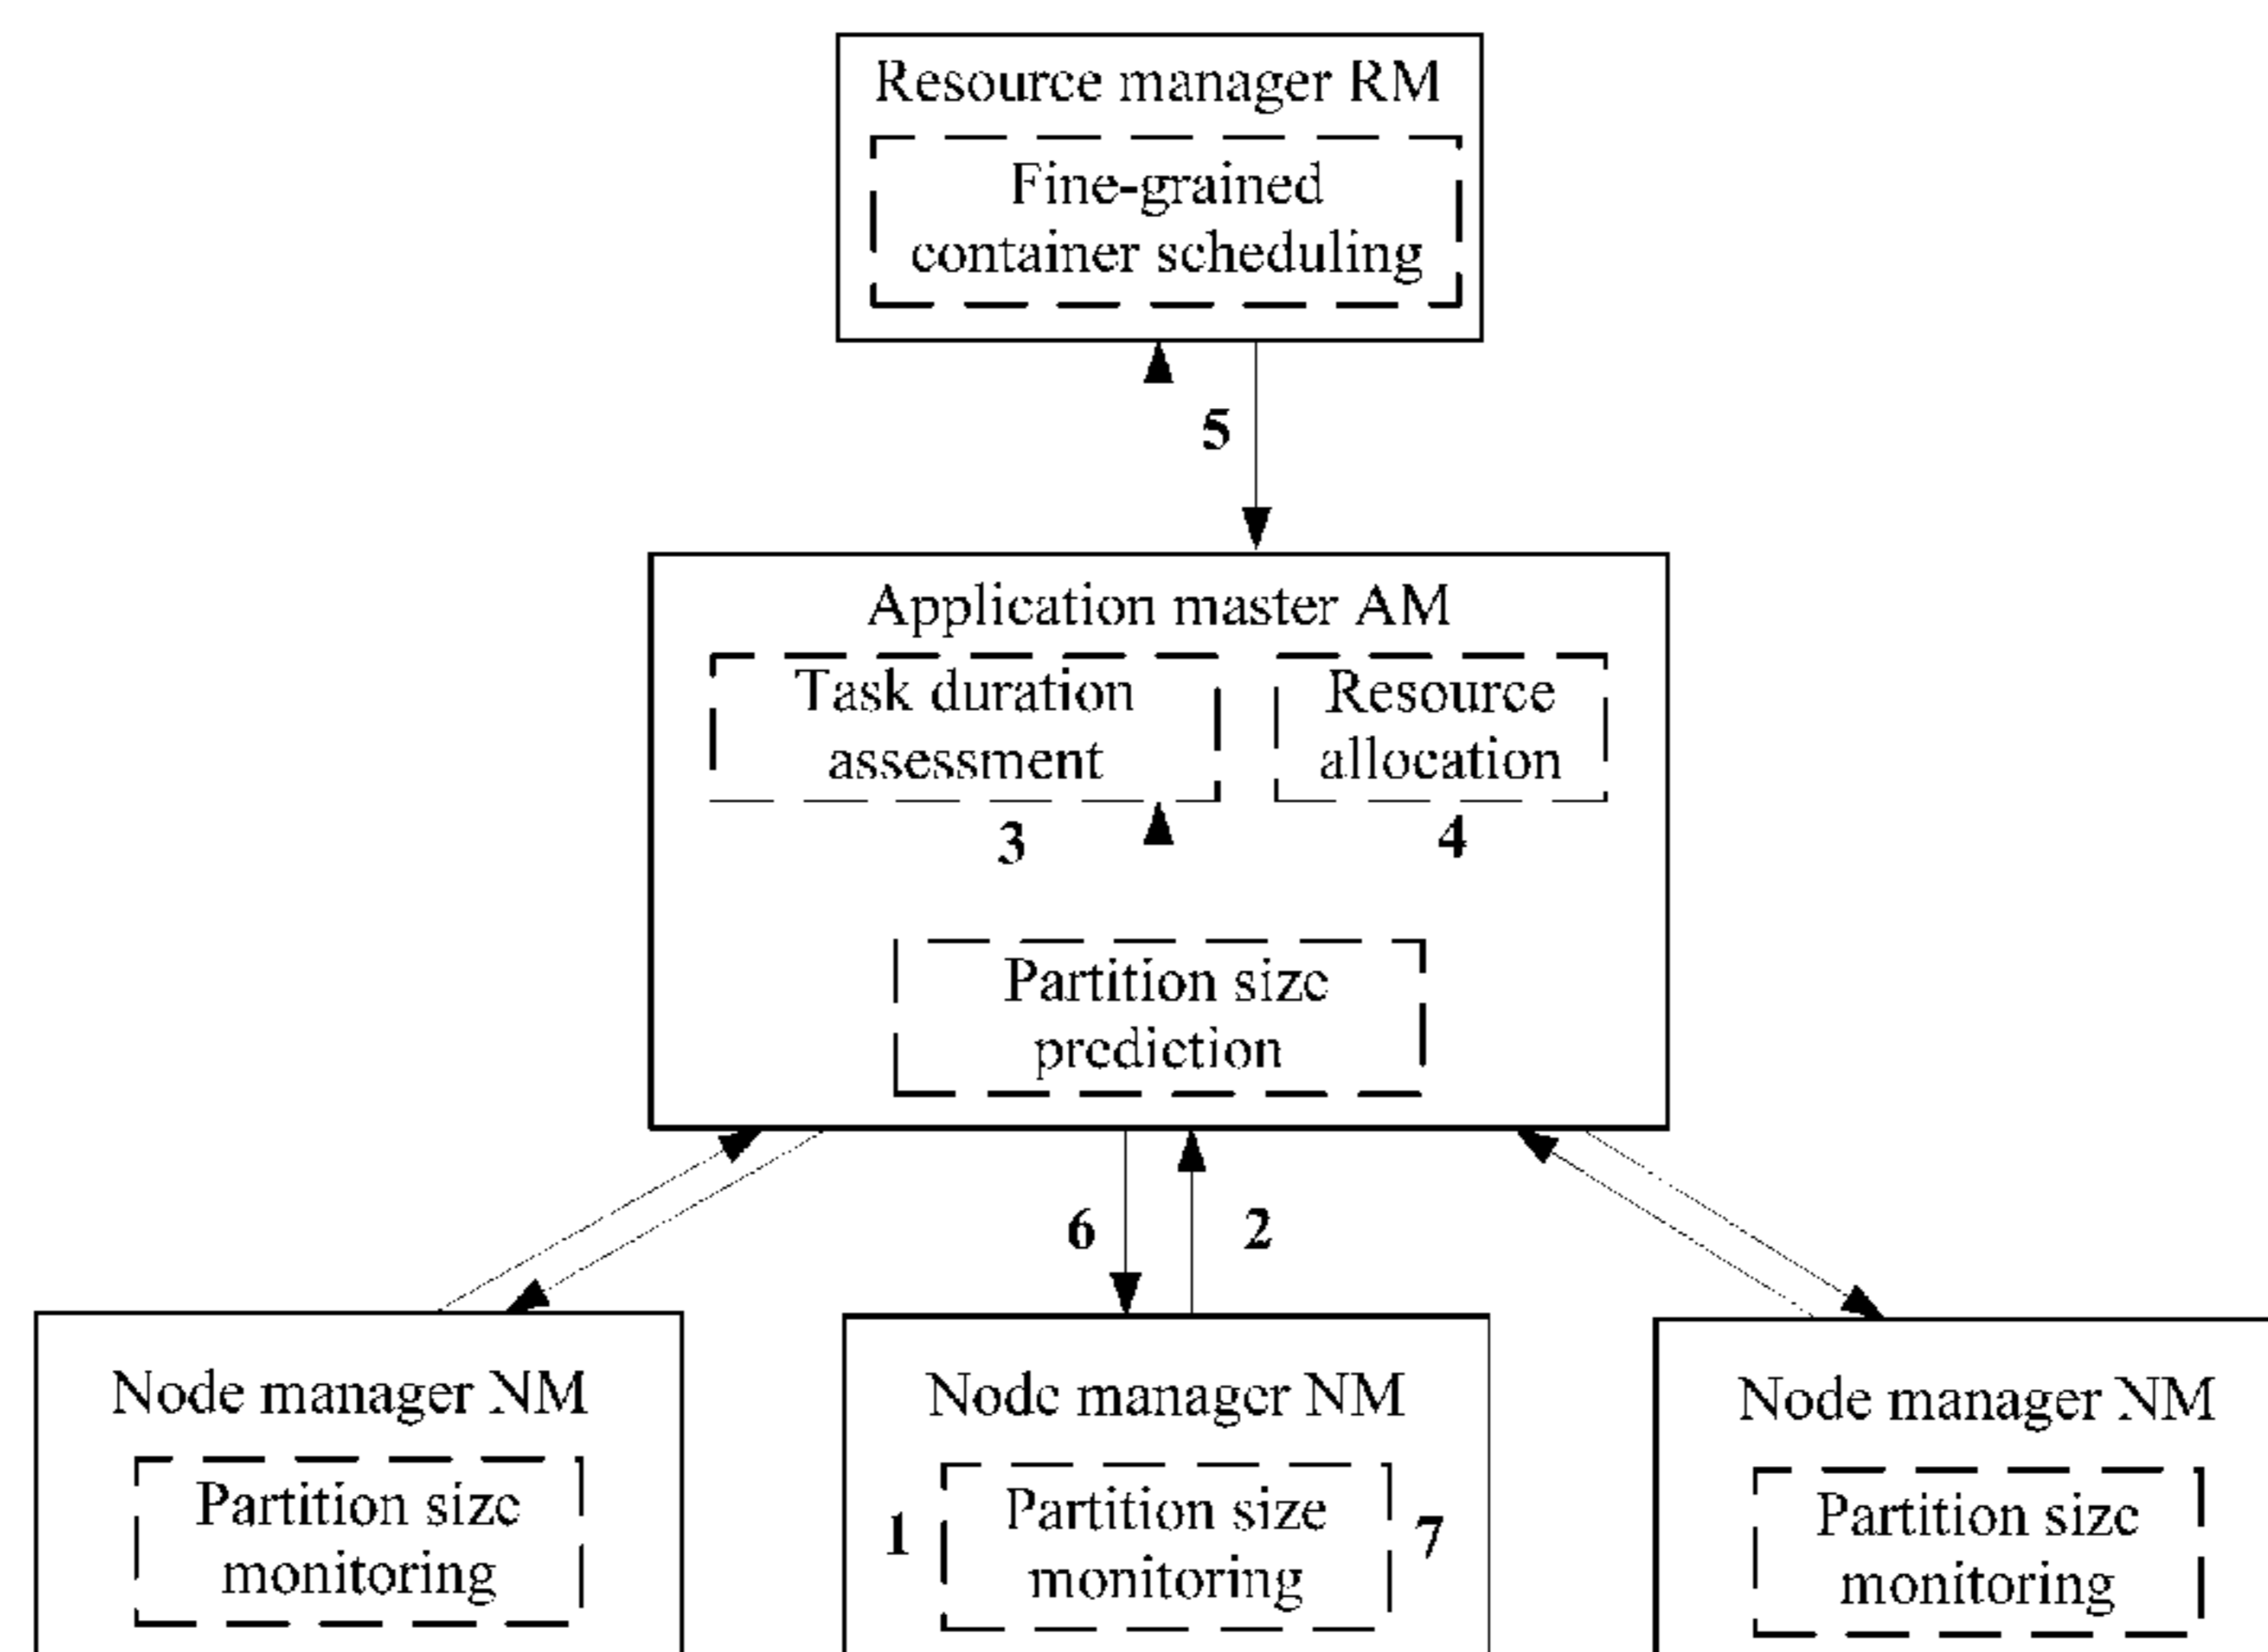 Resource manager RM
Fine-grained
container scheduling
5
Application master AM
Task duration
assessment
Resource
allocation
3
4
Partition size
prediction
6
2
Node manager NM
Partition size
monitoring
Node manager NM
1
Partition size
monitoring
7
Node manager NM
Partition size
monitoring